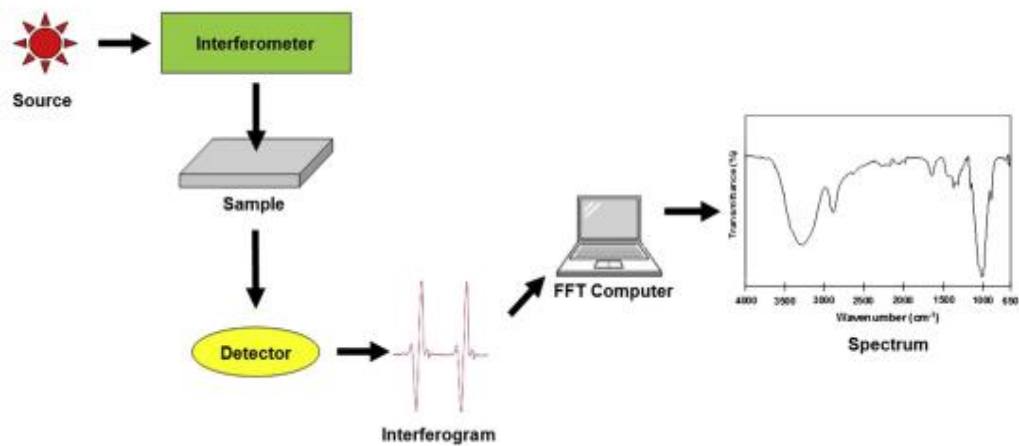 Interferometer
Source
Sample
Detector
Interferogram
FFT Computer
Transmittance (%)
4000 3500 3000 2500 2000 1500 1000 650
Wavenumber (cm-1)
Spectrum